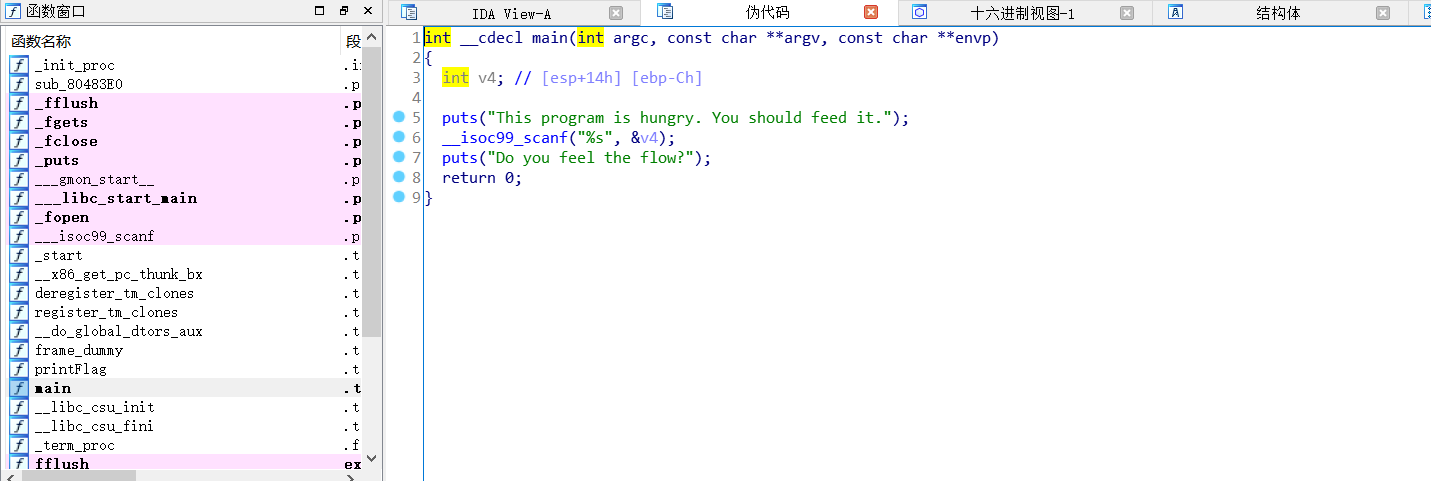 函数窗口
函数名称 段
_init_proc .i
sub_80483E0 .p
_fflush .p
_fgets .p
_fclose .p
_puts .p
___gmon_start__ .p
___libc_start_main .p
_fopen .p
___isoc99_scanf .p
_start .t
__x86_get_pc_thunk_bx .t
deregister_tm_clones .t
register_tm_clones .t
__do_global_dtors_aux .t
frame_dummy .t
printFlag .t
main .t
__libc_csu_init .t
__libc_csu_fini .t
_term_proc .f
fflush ex
IDA View-A 伪代码 十六进制视图-1 结构体
1 int __cdecl main(int argc, const char **argv, const char **envp)
2 {
3 int v4; // [esp+14h] [ebp-Ch]
4
5 puts("This program is hungry. You should feed it.");
6 __isoc99_scanf("%s", &v4);
7 puts("Do you feel the flow?");
8 return 0;
9 }